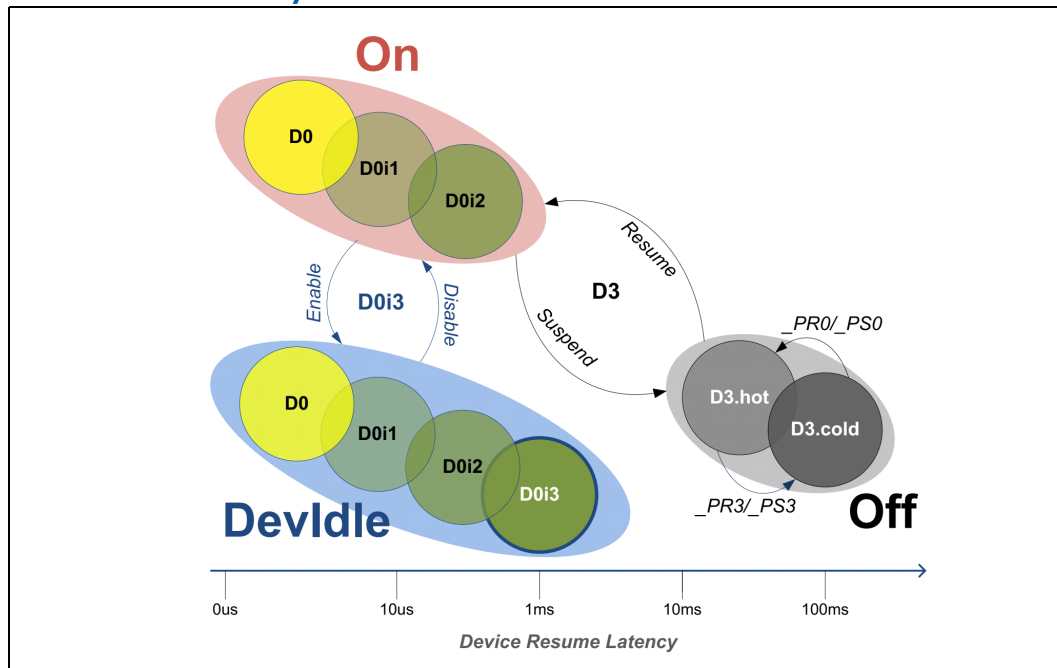 On
D0
D0i1
D0i2
Enable
D0i3
Disable
Resume
D3
Suspend
_PR0/_PS0
D3.hot
D3.cold
_PR3/_PS3
Off
D0
D0i1
D0i2
D0i3
DevIdle
0us
10us
1ms
10ms
100ms
Device Resume Latency